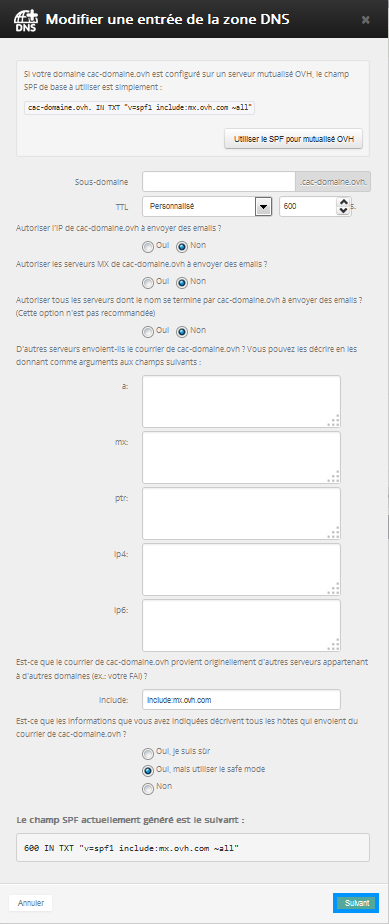 DNS Modifier une entrée de la zone DNS
Si votre domaine cac-domaine.ovh est configuré sur un serveur mutualisé OVH, le champ
SPF de base à utiliser est simplement :
cac-domaine.ovh. IN TXT "v=spf1 include:mx.ovh.com ~all"
Utiliser le SPF pour mutualisé OVH
Sous-domaine .cac-domaine.ovh.
TTL Personnalisé 600 s.
Autoriser l'IP de cac-domaine.ovh à envoyer des emails ?
Oui Non
Autoriser les serveurs MX de cac-domaine.ovh à envoyer des emails ?
Oui Non
Autoriser tous les serveurs dont le nom se termine par cac-domaine.ovh à envoyer des emails ?
(Cette option n'est pas recommandée)
Oui Non
D'autres serveurs envoient-ils le courrier de cac-domaine.ovh ? Vous pouvez les décrire en les
donnant comme arguments aux champs suivants :
a:
mx:
ptr:
ip4:
ip6:
Est-ce que le courrier de cac-domaine.ovh provient originellement d'autres serveurs appartenant
à d'autres domaines (ex.: votre FAI) ?
include: include:mx.ovh.com
Est-ce que les informations que vous avez indiquées décrivent tous les hôtes qui envoient du
courrier de cac-domaine.ovh ?
Oui, je suis sûr
Oui, mais utiliser le safe mode
Non
Le champ SPF actuellement généré est le suivant :
600 IN TXT "v=spf1 include:mx.ovh.com ~all"
Annuler Suivant